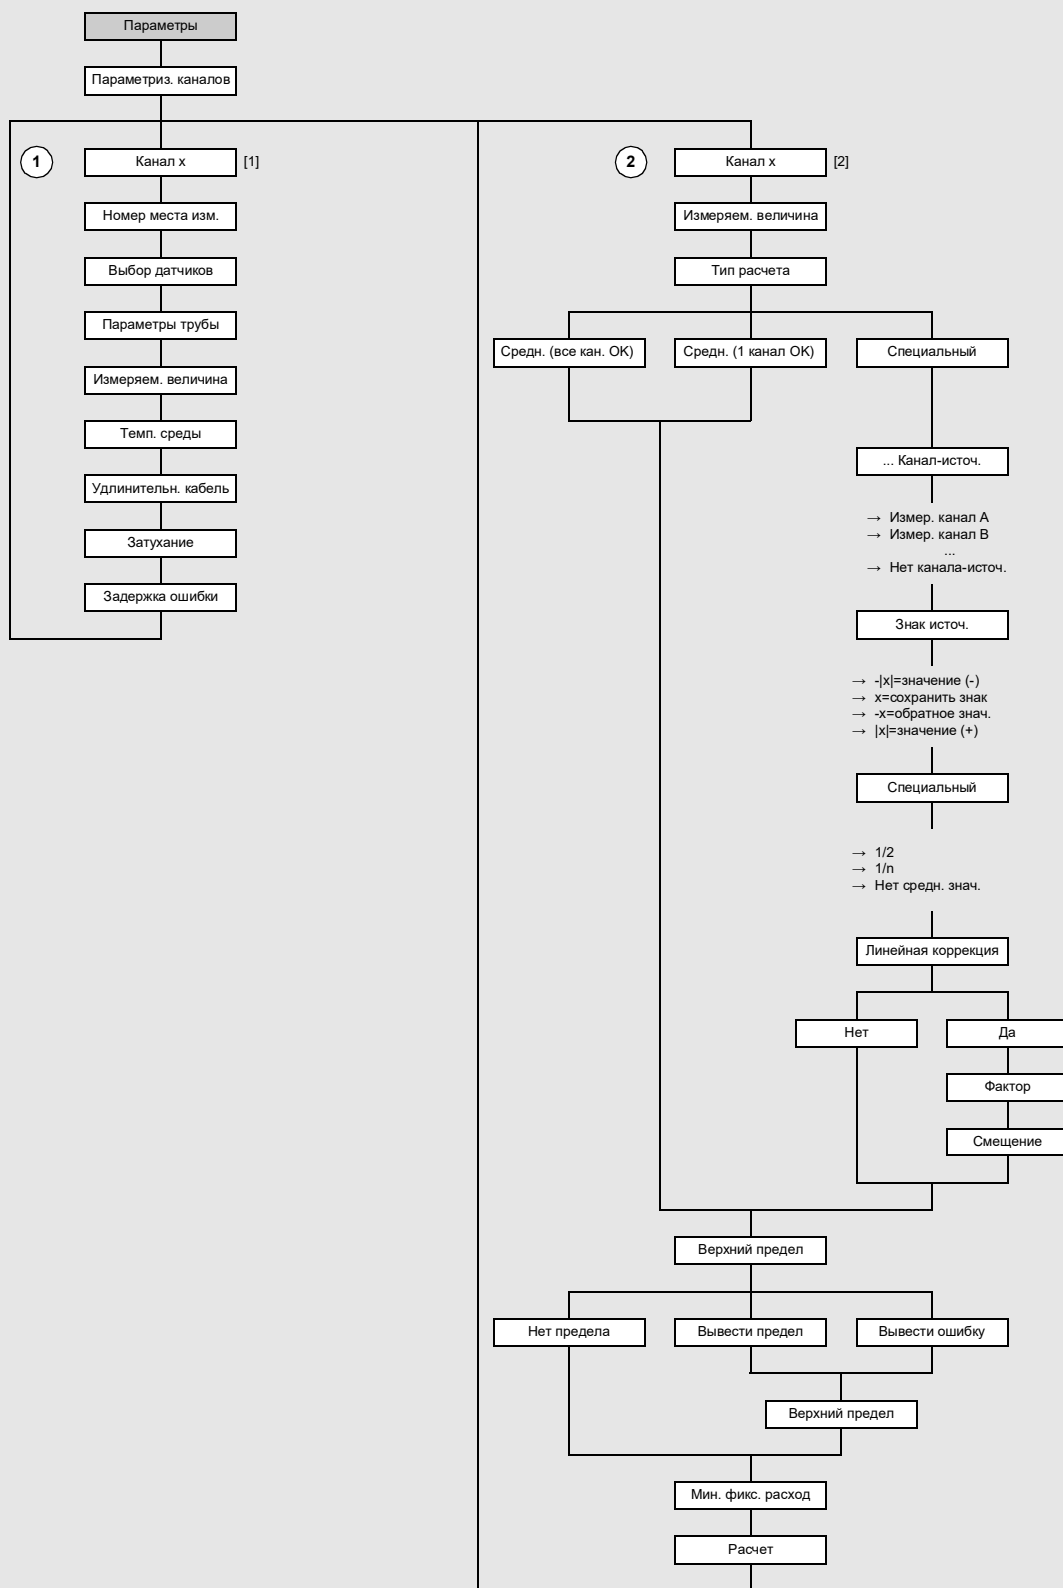 Параметры
Параметриз. каналов
1
Канал x
[1]
Номер места изм.
Выбор датчиков
Параметры трубы
Измеряем. величина
Темп. среды
Удлинительн. кабель
Затухание
Задержка ошибки
2
Канал x
[2]
Измеряем. величина
Тип расчета
Средн. (все кан. OK)
Средн. (1 канал OK)
Специальный
... Канал-источ.
→ Измер. канал A
→ Измер. канал B
...
→ Нет канала-источ.
Знак источ.
→ -|x|=значение (-)
→ x=сохранить знак
→ -x=обратное знач.
→ |x|=значение (+)
Специальный
→ 1/2
→ 1/n
→ Нет средн. знач.
Линейная коррекция
Нет
Да
Фактор
Смещение
Верхний предел
Нет предела
Вывести предел
Вывести ошибку
Верхний предел
Мин. фикс. расход
Расчет